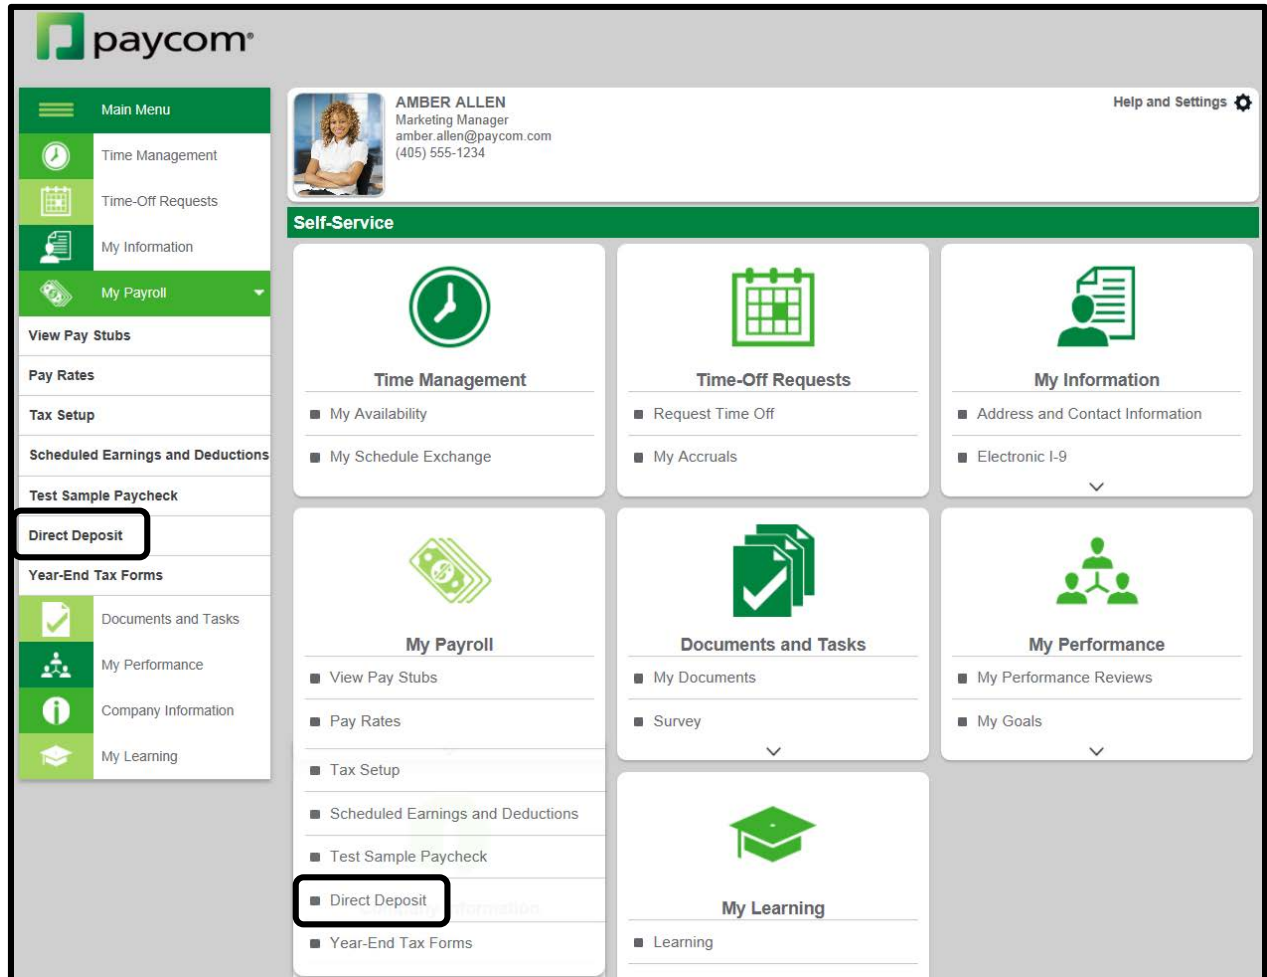 paycom
Main Menu
Time Management
Time-Off Requests
My Information
My Payroll
View Pay Stubs
Pay Rates
Tax Setup
Scheduled Earnings and Deductions
Test Sample Paycheck
Direct Deposit
Year-End Tax Forms
Documents and Tasks
My Performance
Company Information
My Learning
AMBER ALLEN
Marketing Manager
amber.allen@paycom.com
(405) 555-1234
Help and Settings
Self-Service
Time Management
My Availability
My Schedule Exchange
Time-Off Requests
Request Time Off
My Accruals
My Information
Address and Contact Information
Electronic I-9
My Payroll
View Pay Stubs
Pay Rates
Tax Setup
Scheduled Earnings and Deductions
Test Sample Paycheck
Direct Deposit
Year-End Tax Forms
Documents and Tasks
My Documents
Survey
My Performance
My Performance Reviews
My Goals
My Learning
Learning